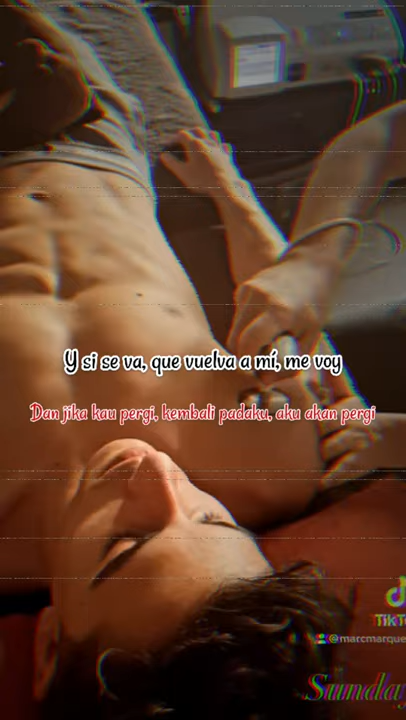 Y si se va, que vuelva a mí, me voy
Dan jika kau pergi, kembali padaku, aku akan pergi
@marcmarque
Sunday